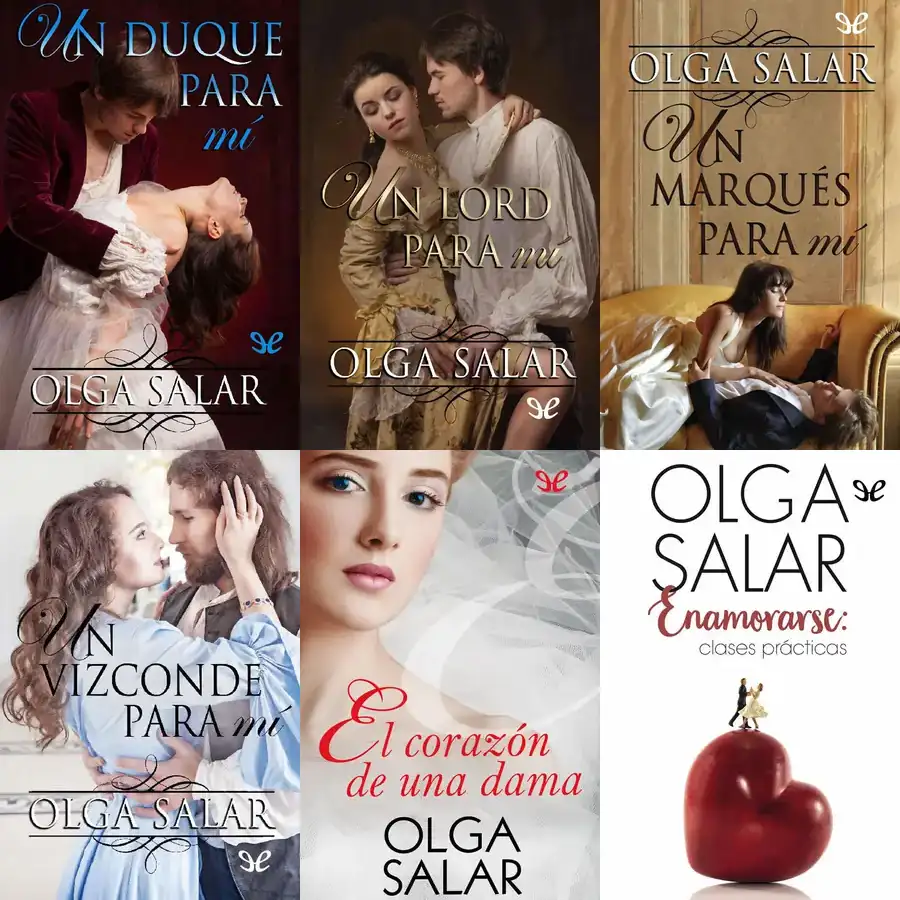 UN DUQUE
PARA
mí
OLGA SALAR
UN LORD
PARA mí
OLGA SALAR
OLGA SALAR
UN
MARQUÉS
PARA mí
UN
VIZCONDE
PARA mí
OLGA SALAR
El corazón
de una dama
OLGA
SALAR
OLGA
SALAR
Enamorarse:
clases prácticas